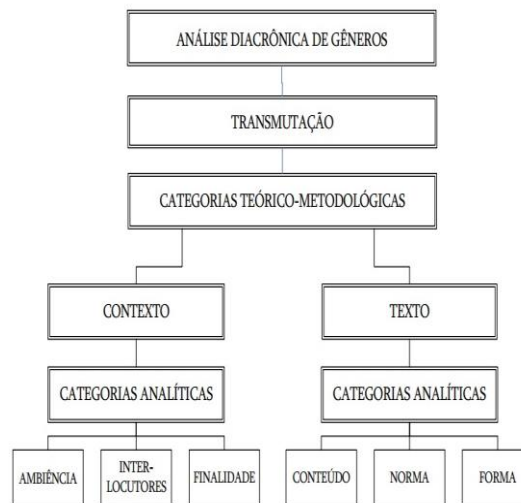 ANÁLISE DIACRÔNICA DE GÊNEROS
TRANSMUTAÇÃO
CATEGORIAS TEÓRICO-METODOLÓGICAS
CONTEXTO
TEXTO
CATEGORIAS ANALÍTICAS
CATEGORIAS ANALÍTICAS
AMBIÊNCIA
INTER-
LOCUTORES
FINALIDADE
CONTEÚDO
NORMA
FORMA